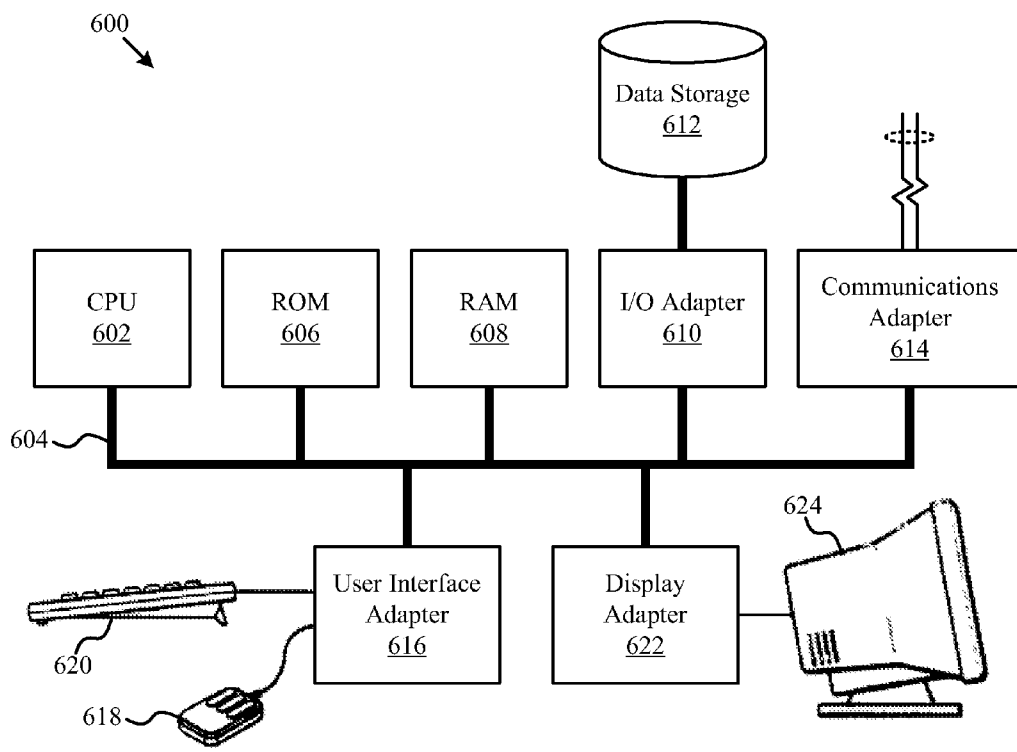 600
Data Storage
612
CPU
602
ROM
606
RAM
608
I/O Adapter
610
Communications
Adapter
614
604
624
User Interface
Adapter
616
Display
Adapter
622
620
618